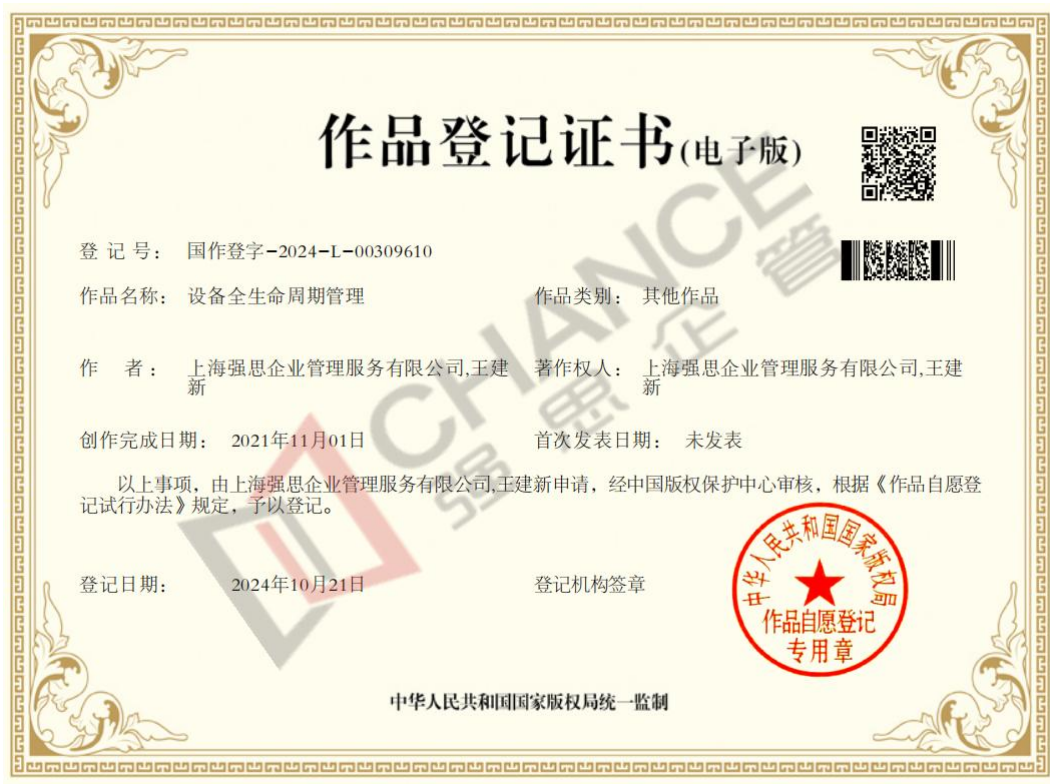 作品登记证书(电子版)
登 记 号： 国作登字-2024-L-00309610
作品名称： 设备全生命周期管理 作品类别： 其他作品
作 者： 上海强思企业管理服务有限公司,王建 著作权人： 上海强思企业管理服务有限公司,王建
新 新
创作完成日期： 2021年11月01日 首次发表日期： 未发表
以上事项，由上海强思企业管理服务有限公司,王建新申请，经中国版权保护中心审核，根据《作品自愿登
记试行办法》规定，予以登记。
登记日期： 2024年10月21日 登记机构签章
中华人民共和国国家版权局
作品自愿登记
专用章
中华人民共和国国家版权局统一监制
CHANCE
强思企管